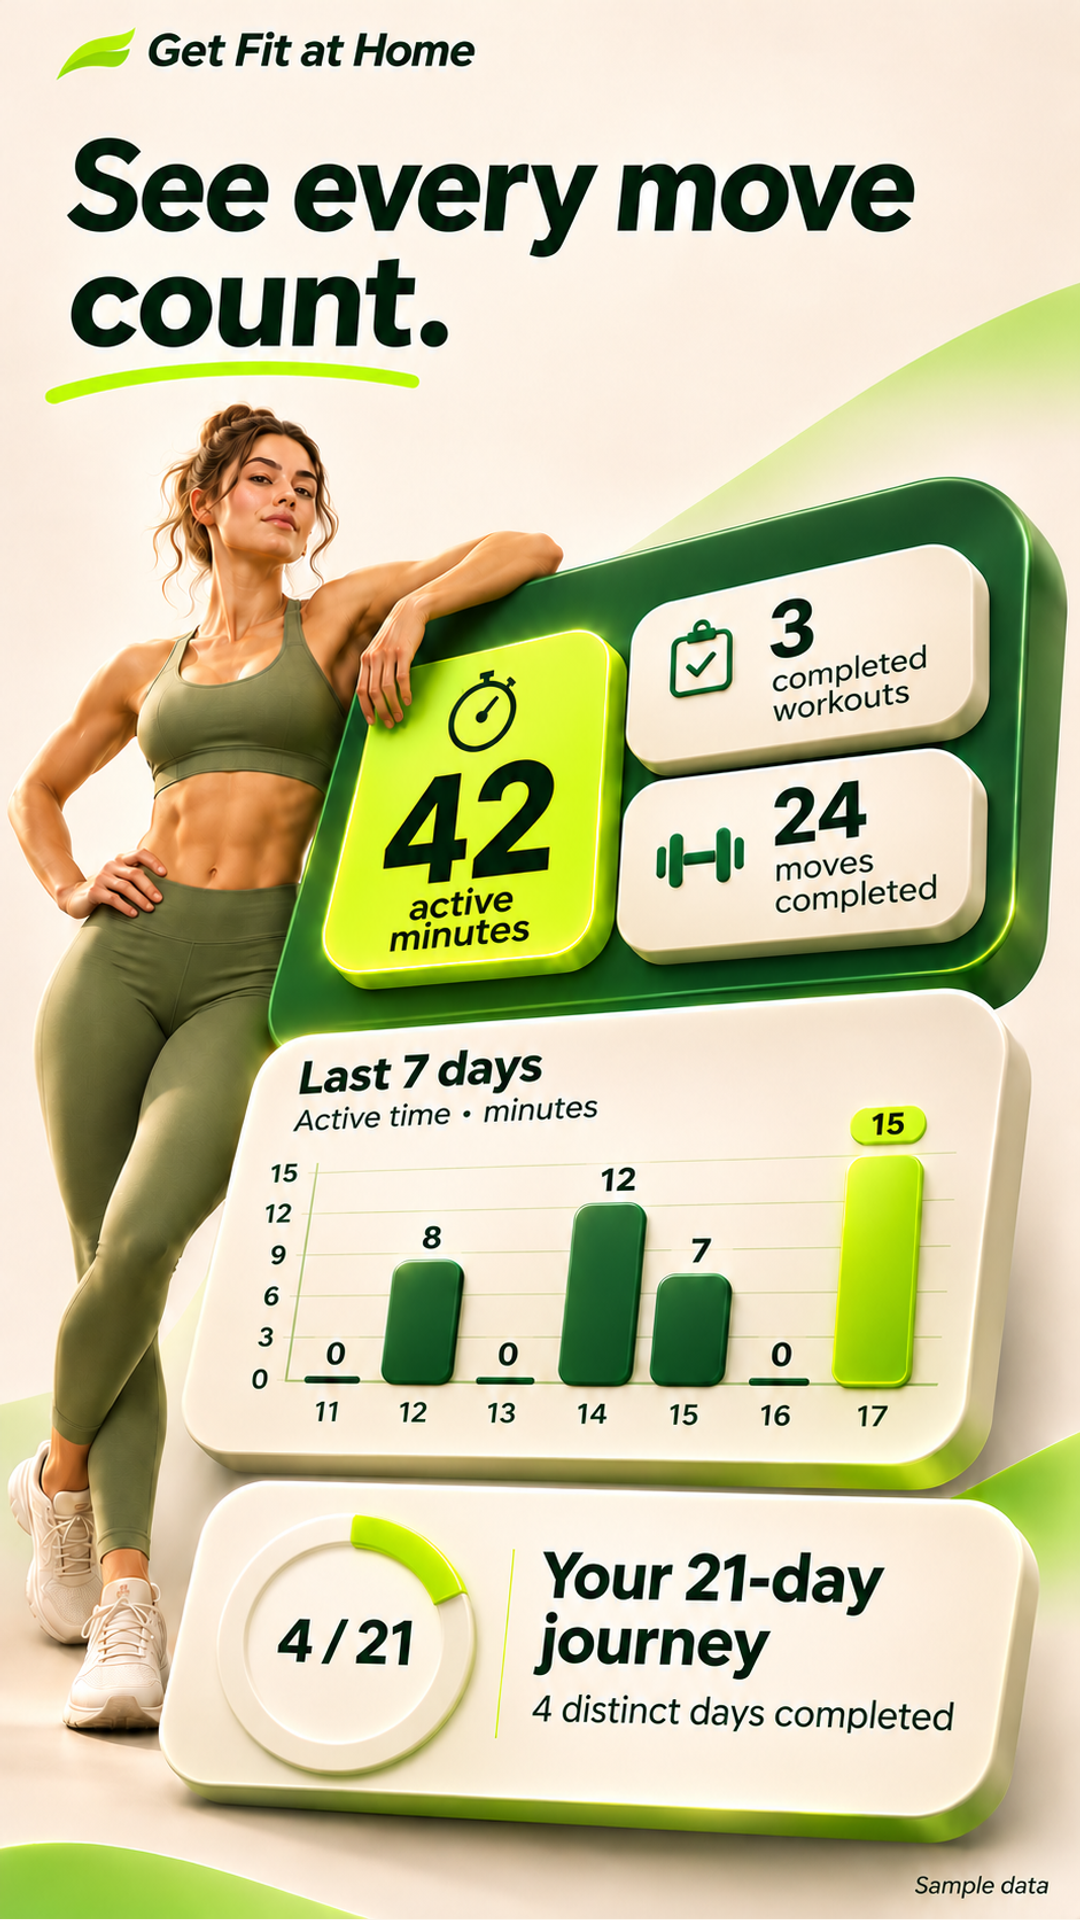 Get Fit at Home
See every move
count.
42
active
minutes
3
completed
workouts
24
moves
completed
Last 7 days
Active time • minutes
15
12
9
6
3
0
0
8
0
12
7
0
15
11 12 13 14 15 16 17
4 / 21
Your 21-day
journey
4 distinct days completed
Sample data